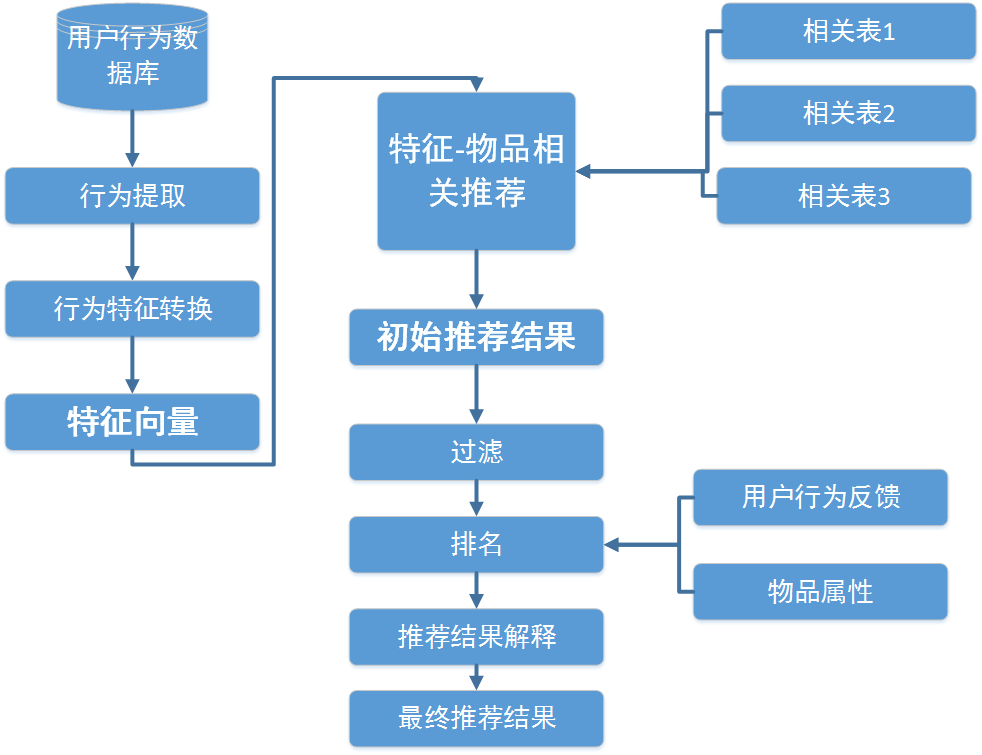 用户行为数
据库
行为提取
行为特征转换
特征向量
特征-物品相
关推荐
相关表1
相关表2
相关表3
初始推荐结果
过滤
排名
用户行为反馈
物品属性
推荐结果解释
最终推荐结果